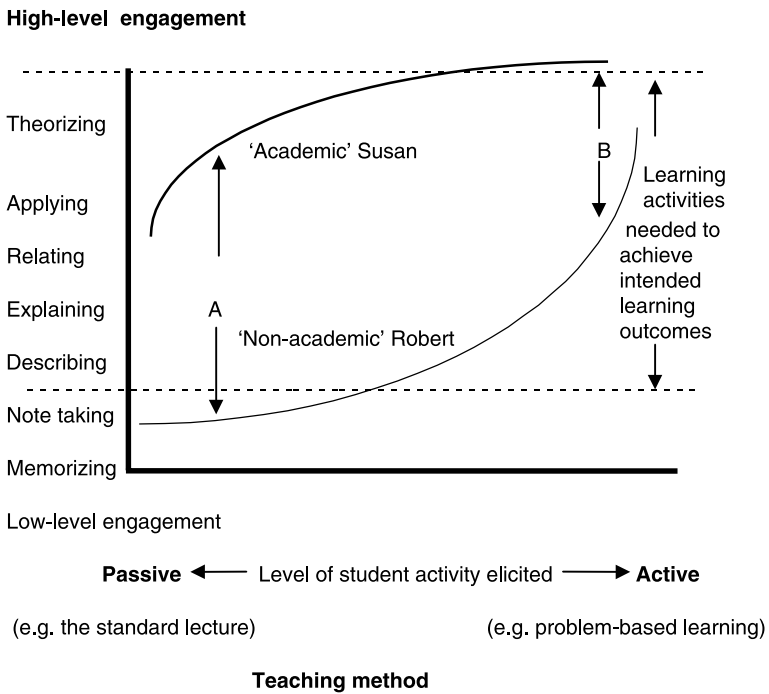 High-level engagement
Theorizing
'Academic' Susan
B
Learning
activities
needed to
achieve
intended
learning
outcomes
Applying
Relating
Explaining
A
'Non-academic' Robert
Describing
Note taking
Memorizing
Low-level engagement
Passive Level of student activity elicited Active
(e.g. the standard lecture) (e.g. problem-based learning)
Teaching method